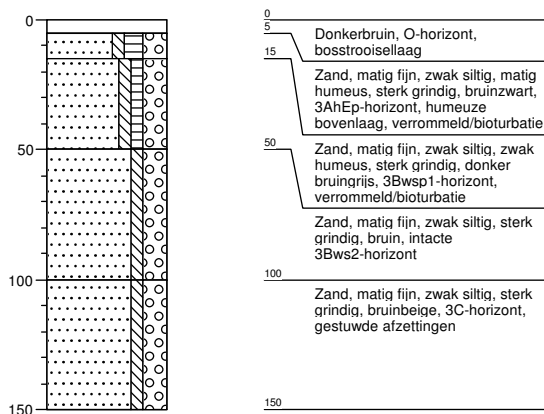 0
50
100
150
0
5
Donkerbruin, O-horizont,
bosstrooisellaag
15
Zand, matig fijn, zwak siltig, matig
humeus, sterk grindig, bruinzwart,
3AhEp-horizont, humeuze
bovenlaag, verrommeld/bioturbatie
50
Zand, matig fijn, zwak siltig, zwak
humeus, sterk grindig, donker
bruingrijs, 3Bwsp1-horizont,
verrommeld/bioturbatie
Zand, matig fijn, zwak siltig, sterk
grindig, bruin, intacte
3Bws2-horizont
100
Zand, matig fijn, zwak siltig, sterk
grindig, bruinbeige, 3C-horizont,
gestuwde afzettingen
150